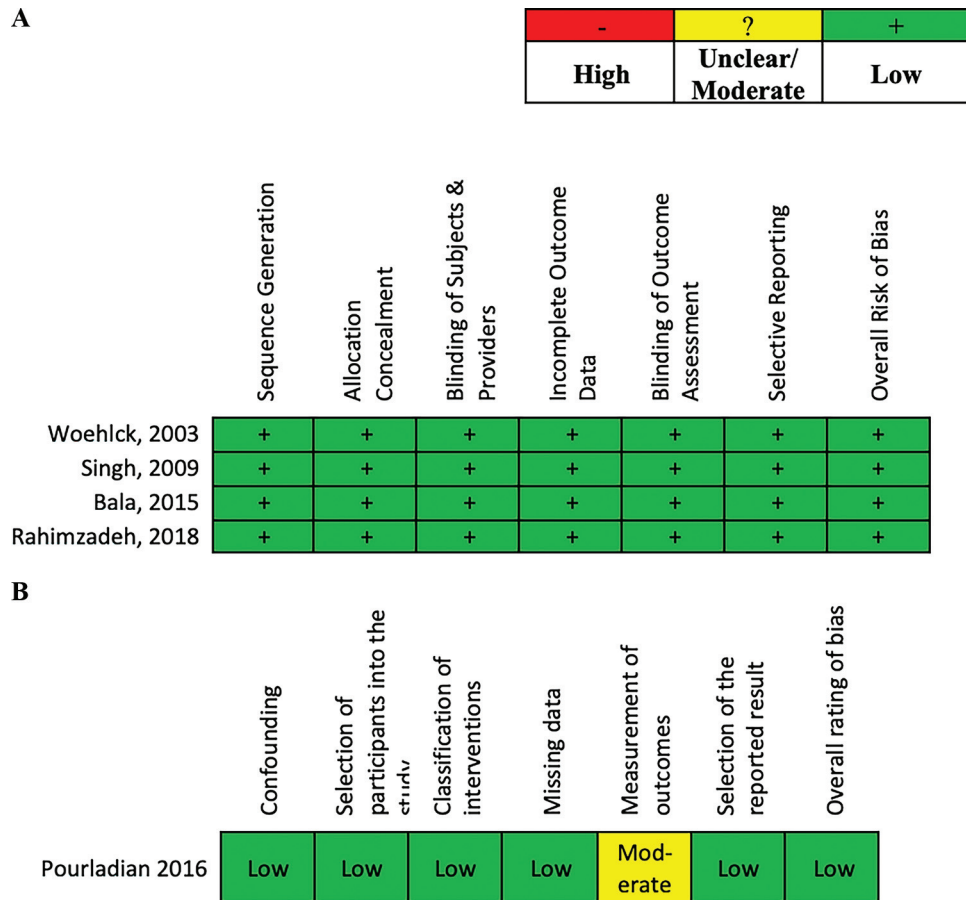 A
- ? +
High Unclear/ Low
Moderate
Sequence Generation
Allocation
Concealment
Blinding of Subjects &
Providers
Incomplete Outcome
Data
Blinding of Outcome
Assessment
Selective Reporting
Overall Risk of Bias
Woehlck, 2003 + + + + + + +
Singh, 2009 + + + + + + +
Bala, 2015 + + + + + + +
Rahimzadeh, 2018 + + + + + + +
B
Confounding
Selection of
participants into the
study
Classification of
interventions
Missing data
Measurement of
outcomes
Selection of the
reported result
Overall rating of bias
Pourladian 2016 Low Low Low Low Mod- Low Low
erate